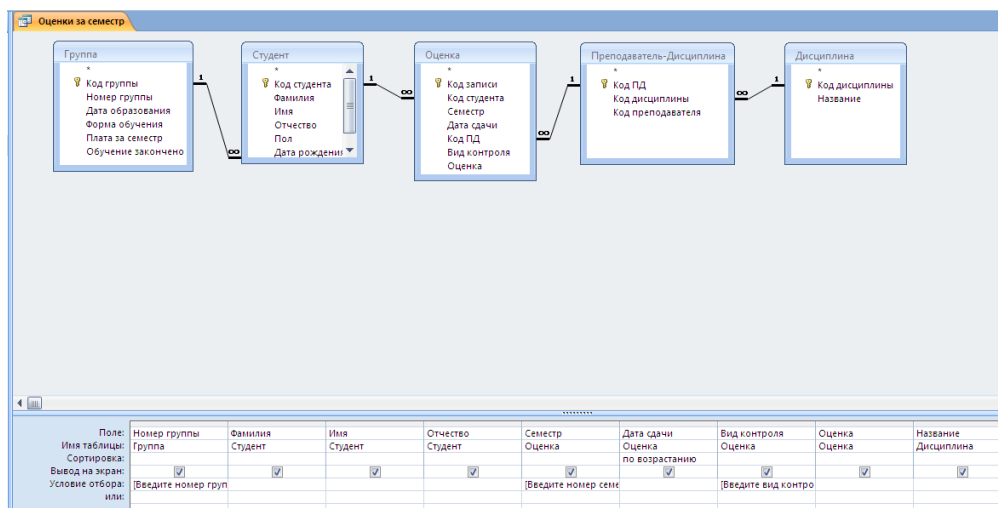 Оценки за семестр
Группа
*
Код группы
Номер группы
Дата образования
Форма обучения
Плата за семестр
Обучение закончено
1
∞
Студент
*
Код студента
Фамилия
Имя
Отчество
Пол
Дата рождения
1
∞
Оценка
*
Код записи
Код студента
Семестр
Дата сдачи
Код ПД
Вид контроля
Оценка
∞
1
Преподаватель-Дисциплина
*
Код ПД
Код дисциплины
Код преподавателя
∞
1
Дисциплина
*
Код дисциплины
Название
Поле: Номер группы Фамилия Имя Отчество Семестр Дата сдачи Вид контроля Оценка Название
Имя таблицы: Группа Студент Студент Студент Оценка Оценка Оценка Оценка Дисциплина
Сортировка: по возрастанию
Вывод на экран:
Условие отбора: [Введите номер груп [Введите номер семе [Введите вид контро
или: